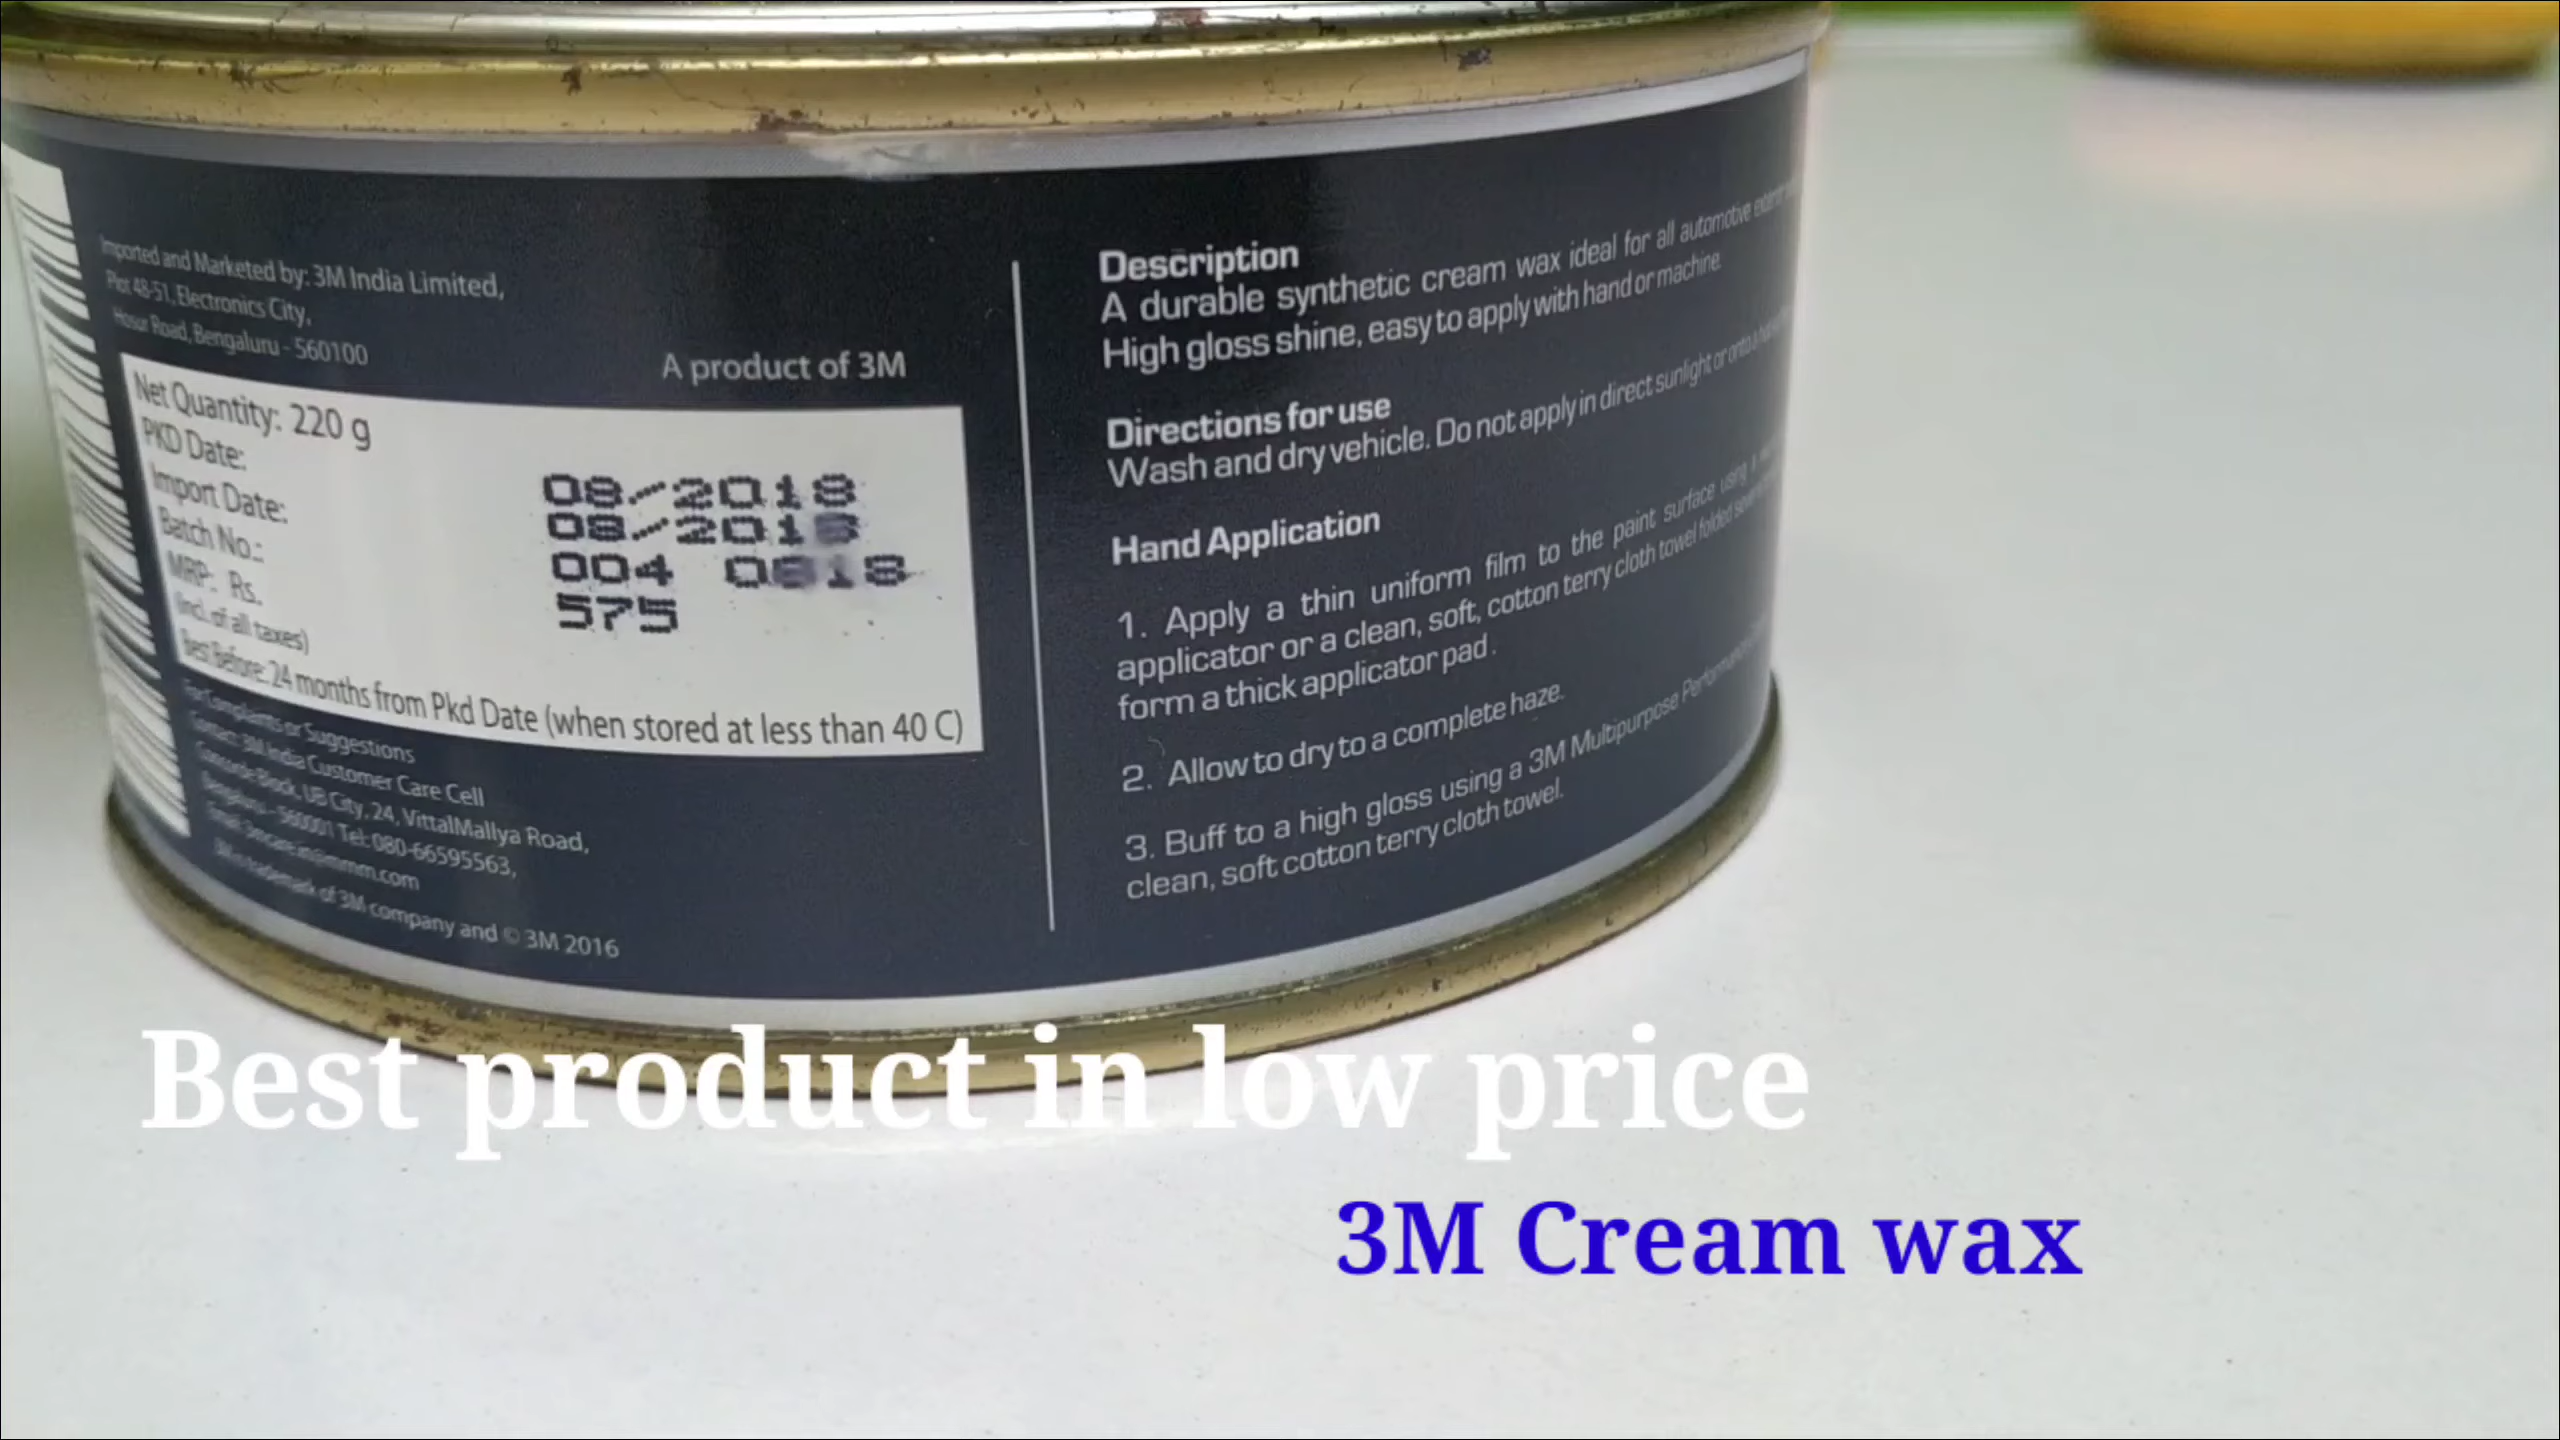 Imported and Marketed by: 3M India Limited,
Plot 48-51, Electronics City,
Hosur Road, Bengaluru - 560100
A product of 3M
Net Quantity: 220 g
PKD Date: 08/2018
Import Date: 08/2018
Batch No.: 004 0818
MRP: Rs. 575
(incl. of all taxes)
Best Before: 24 months from Pkd Date (when stored at less than 40 C)
For Complaints or Suggestions
Contact: 3M India Customer Care Cell
Concorde Block, UB City, 24, VittalMallya Road,
Bengaluru - 560001 Tel: 080-66595563,
3M is trademark of 3M company and © 3M 2016
Description
A durable synthetic cream wax ideal for all automotive exterior
High gloss shine, easy to apply with hand or machine.
Directions for use
Wash and dry vehicle. Do not apply in direct sunlight or onto a
Hand Application
1. Apply a thin uniform film to the paint surface using
applicator or a clean, soft, cotton terry cloth towel folded
form a thick applicator pad.
2. Allow to dry to a complete haze.
3. Buff to a high gloss using a 3M Multipurpose Performance
clean, soft cotton terry cloth towel.
Best product in low price
3M Cream wax